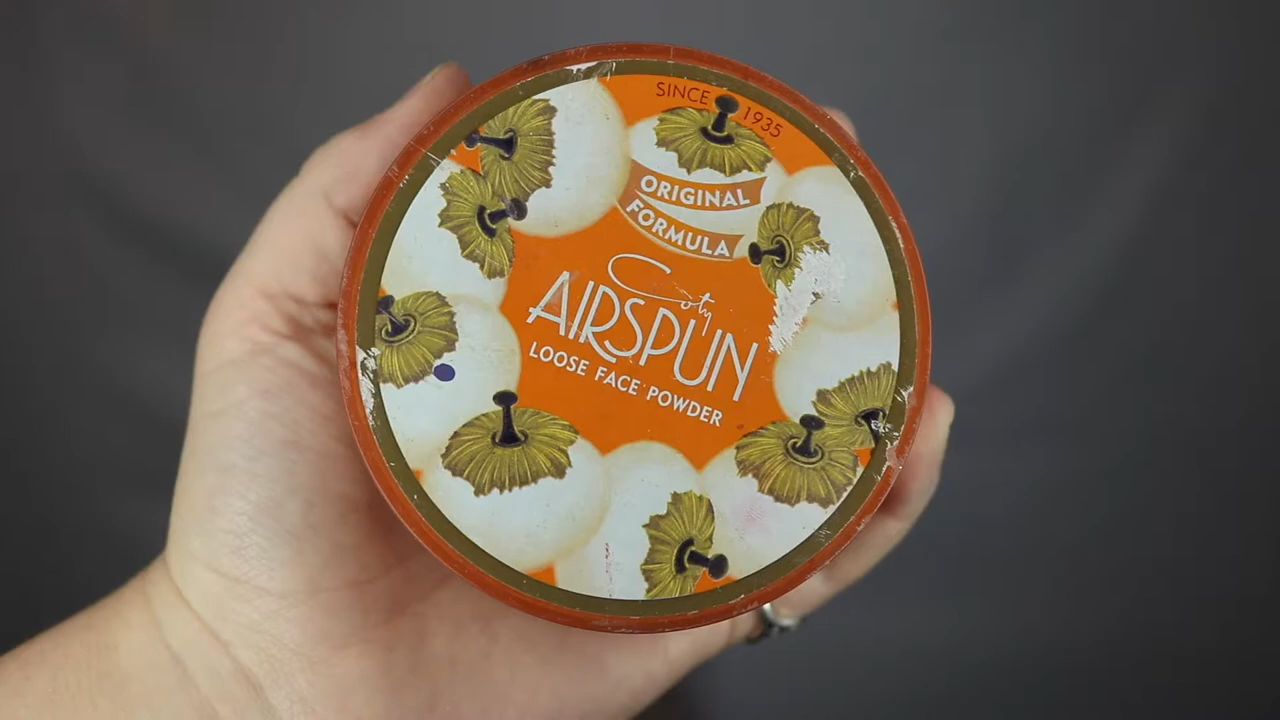 SINCE 1935
ORIGINAL
FORMULA
Coty
AIRSPUN
LOOSE FACE POWDER